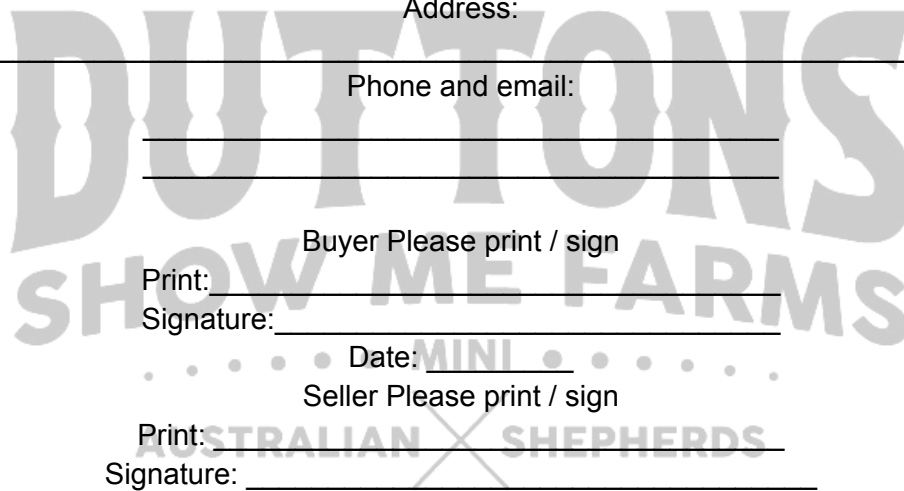 Address:
DUTTONS
Phone and email:
Buyer Please print / sign
SHOW ME FARMS
Print:
Signature:
MINI
Date:
Seller Please print / sign
Print:
AUSTRALIAN SHEPHERDS
Signature: